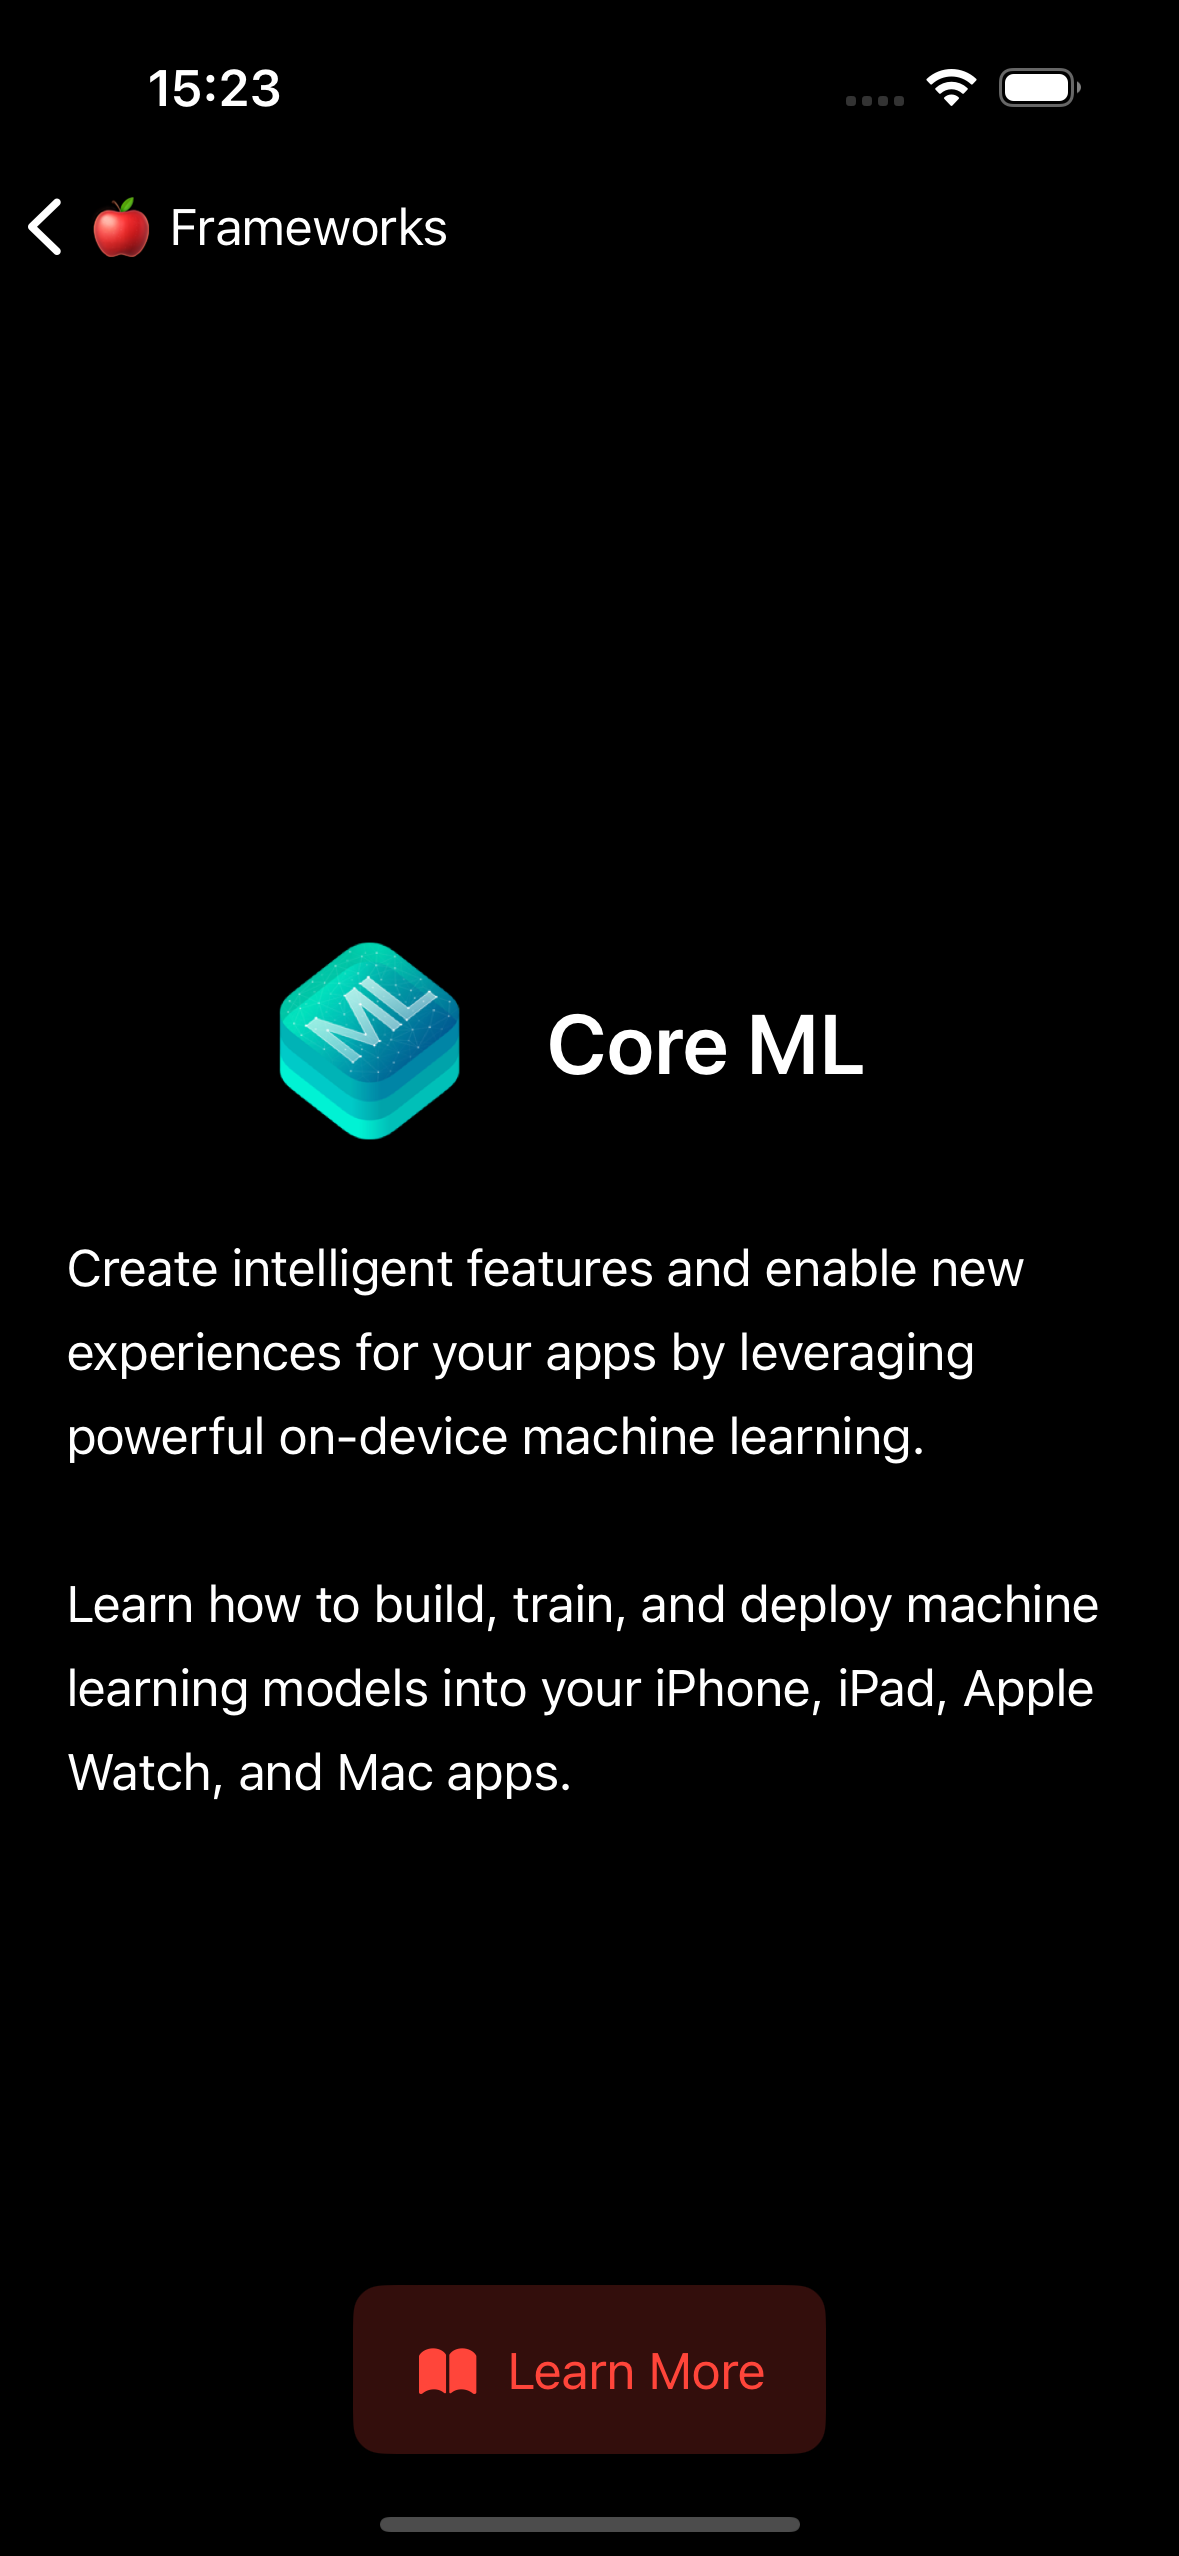 15:23
🍎 Frameworks
ML
Core ML
Create intelligent features and enable new
experiences for your apps by leveraging
powerful on-device machine learning.
Learn how to build, train, and deploy machine
learning models into your iPhone, iPad, Apple
Watch, and Mac apps.
Learn More